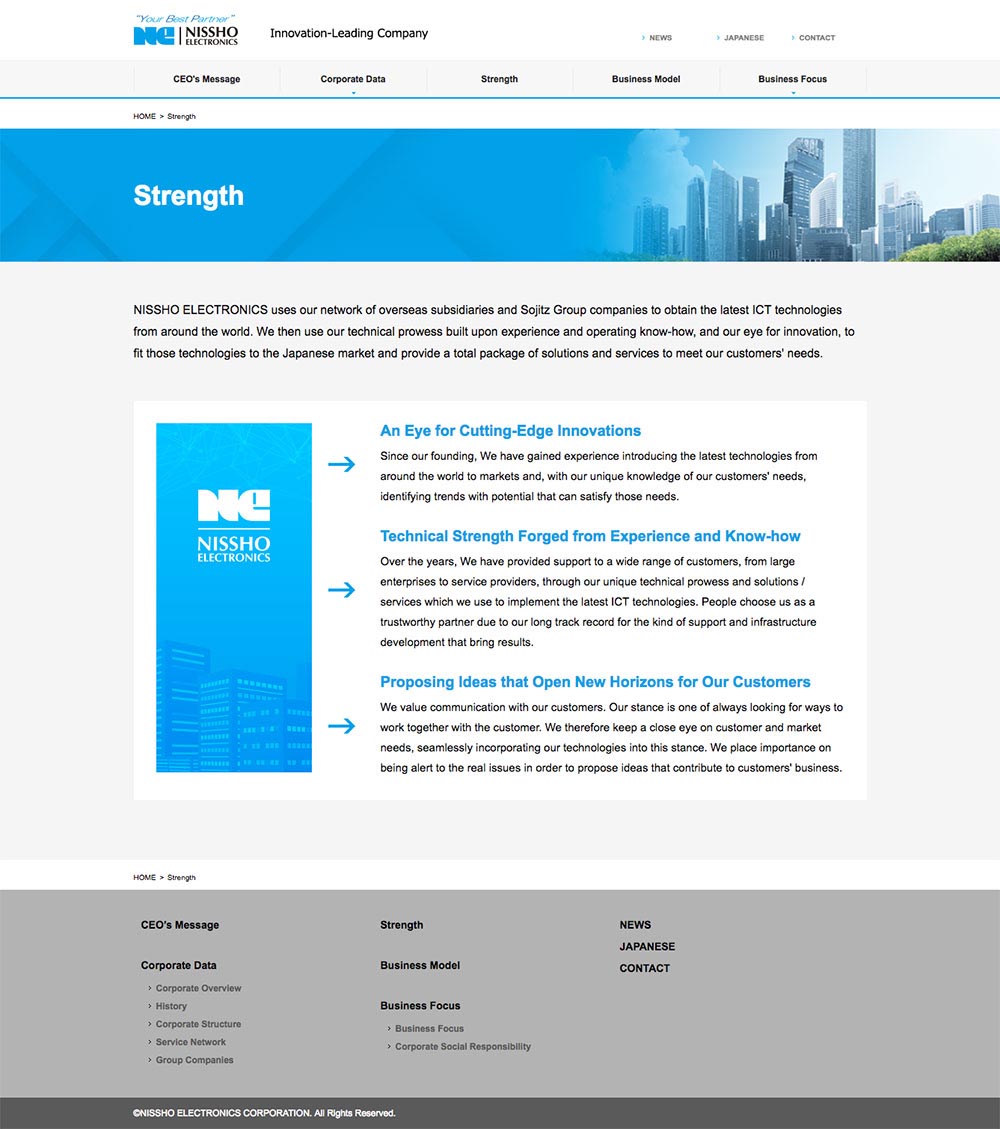 "Your Best Partner"
NISSHO
ELECTRONICS
Innovation-Leading Company
NEWS
JAPANESE
CONTACT
CEO's Message
Corporate Data
Strength
Business Model
Business Focus
HOME > Strength
Strength
NISSHO ELECTRONICS uses our network of overseas subsidiaries and Sojitz Group companies to obtain the latest ICT technologies
from around the world. We then use our technical prowess built upon experience and operating know-how, and our eye for innovation, to
fit those technologies to the Japanese market and provide a total package of solutions and services to meet our customers' needs.
NISSHO
ELECTRONICS
An Eye for Cutting-Edge Innovations
Since our founding, We have gained experience introducing the latest technologies from
around the world to markets and, with our unique knowledge of our customers' needs,
identifying trends with potential that can satisfy those needs.
Technical Strength Forged from Experience and Know-how
Over the years, We have provided support to a wide range of customers, from large
enterprises to service providers, through our unique technical prowess and solutions /
services which we use to implement the latest ICT technologies. People choose us as a
trustworthy partner due to our long track record for the kind of support and infrastructure
development that bring results.
Proposing Ideas that Open New Horizons for Our Customers
We value communication with our customers. Our stance is one of always looking for ways to
work together with the customer. We therefore keep a close eye on customer and market
needs, seamlessly incorporating our technologies into this stance. We place importance on
being alert to the real issues in order to propose ideas that contribute to customers' business.
HOME > Strength
CEO's Message
Corporate Data
Corporate Overview
History
Corporate Structure
Service Network
Group Companies
Strength
Business Model
Business Focus
Business Focus
Corporate Social Responsibility
NEWS
JAPANESE
CONTACT
©NISSHO ELECTRONICS CORPORATION. All Rights Reserved.